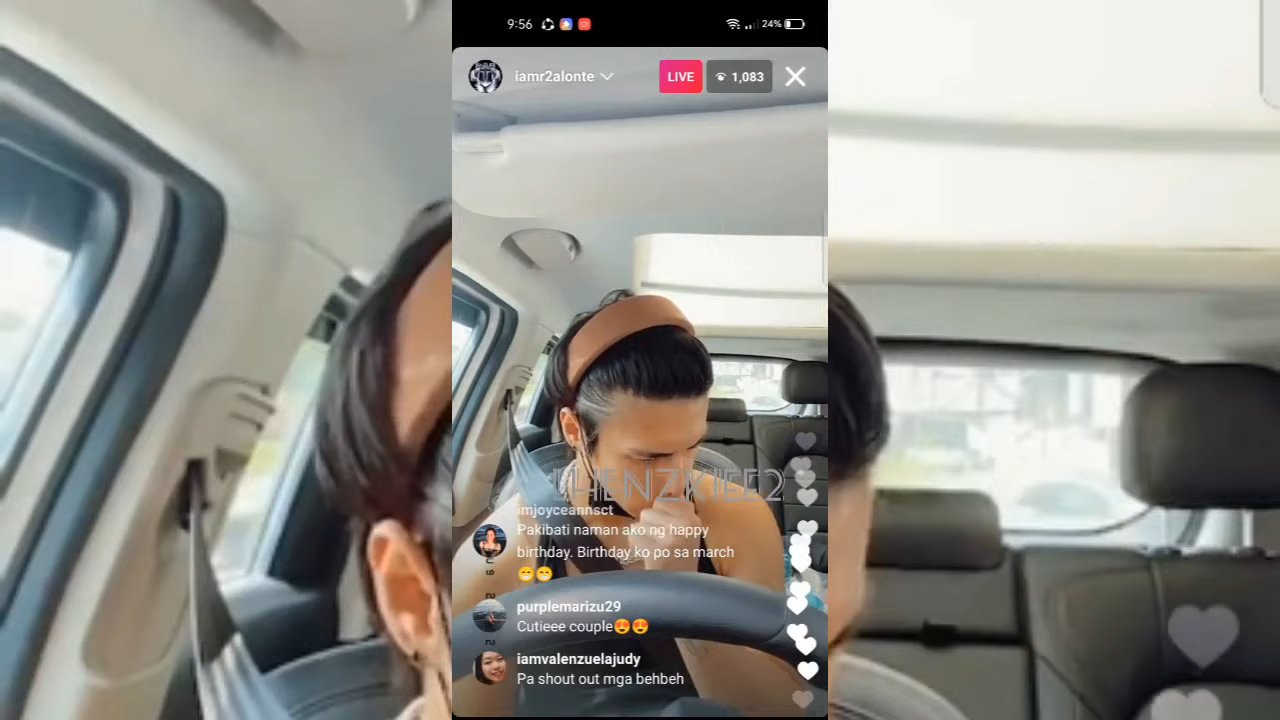 9:56
24%
iamr2alonte
LIVE
1,083
LHENZKIEE2
imjoyceannsct
Pakibati naman ako ng happy
birthday. Birthday ko po sa march
😁😁
purplemarizu29
Cutieee couple😍😍
iamvalenzuelajudy
Pa shout out mga behbeh